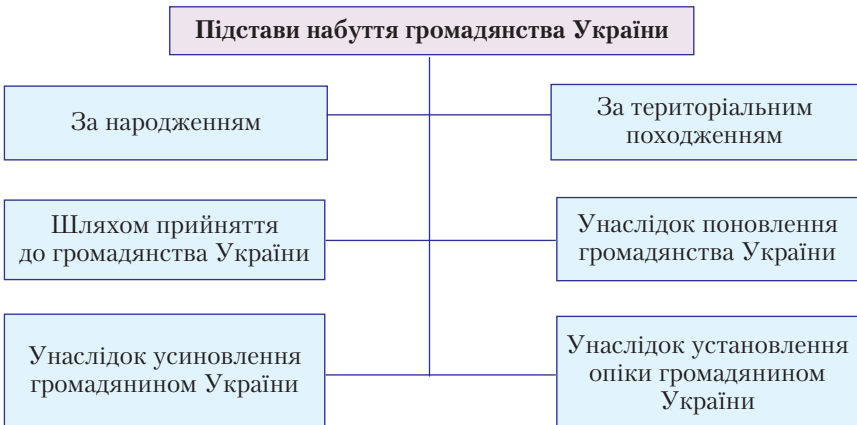 Підстави набуття громадянства України
За народженням
За територіальним
походженням
Шляхом прийняття
до громадянства України
Унаслідок поновлення
громадянства України
Унаслідок усиновлення
громадянином України
Унаслідок установлення
опіки громадянином
України